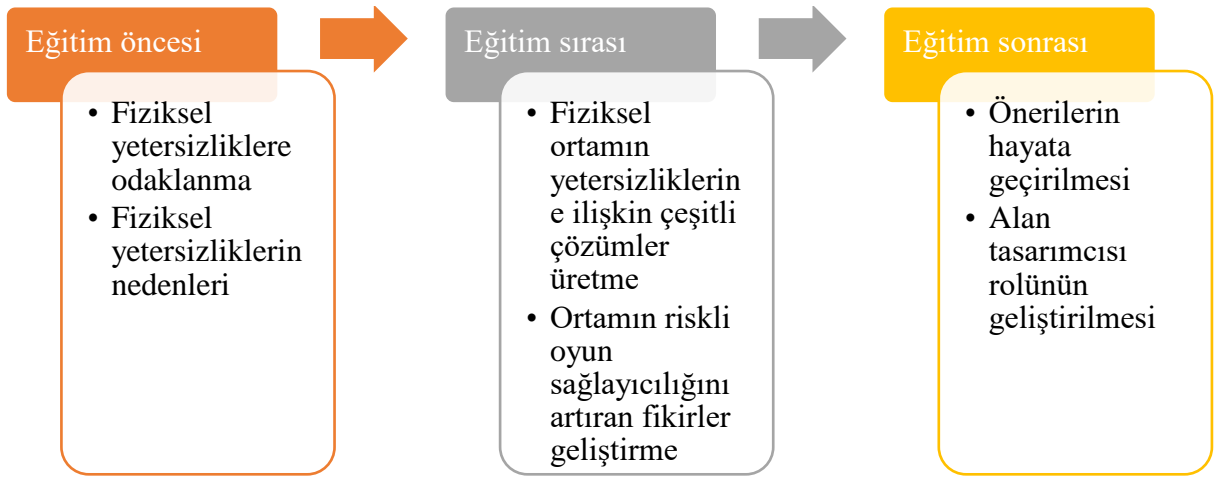 Eğitim öncesi
• Fiziksel
yetersizliklere
odaklanma
• Fiziksel
yetersizliklerin
nedenleri
Eğitim sırası
• Fiziksel
ortamın
yetersizliklerin
e ilişkin çeşitli
çözümler
üretme
• Ortamın riskli
oyun
sağlayıcılığını
artıran fikirler
geliştirme
Eğitim sonrası
• Önerilerin
hayata
geçirilmesi
• Alan
tasarımcısı
rolünün
geliştirilmesi